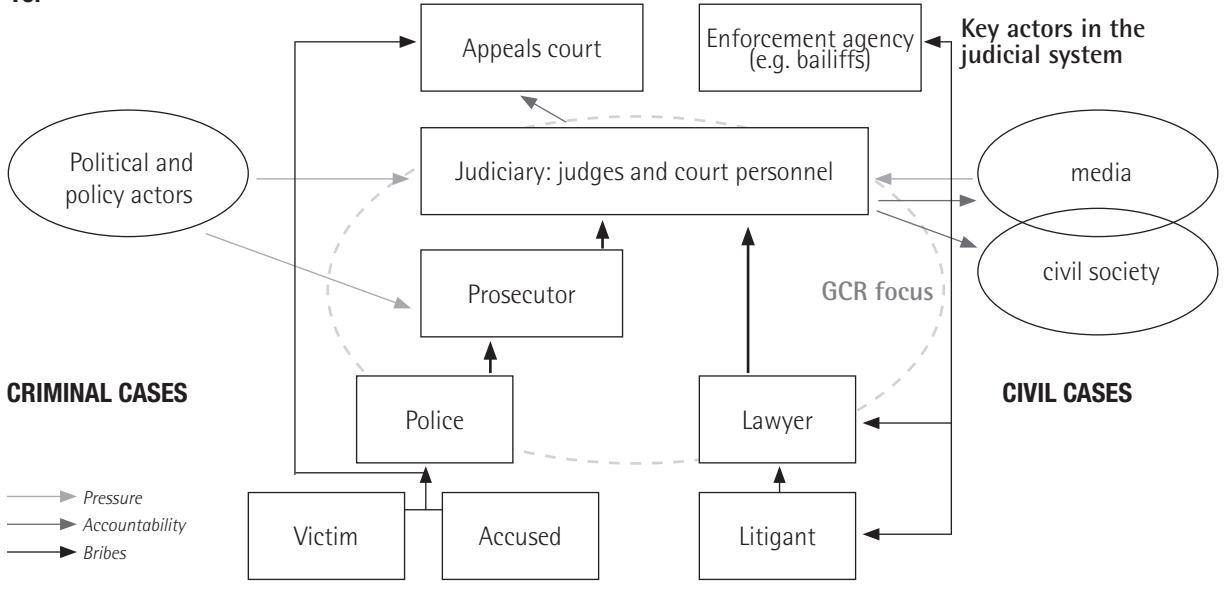 Appeals court
Enforcement agency
(e.g. bailiffs)
Key actors in the
judicial system
Political and
policy actors
Judiciary: judges and court personnel
media
civil society
Prosecutor
GCR focus
CRIMINAL CASES
CIVIL CASES
Police
Lawyer
Pressure
Accountability
Bribes
Victim
Accused
Litigant